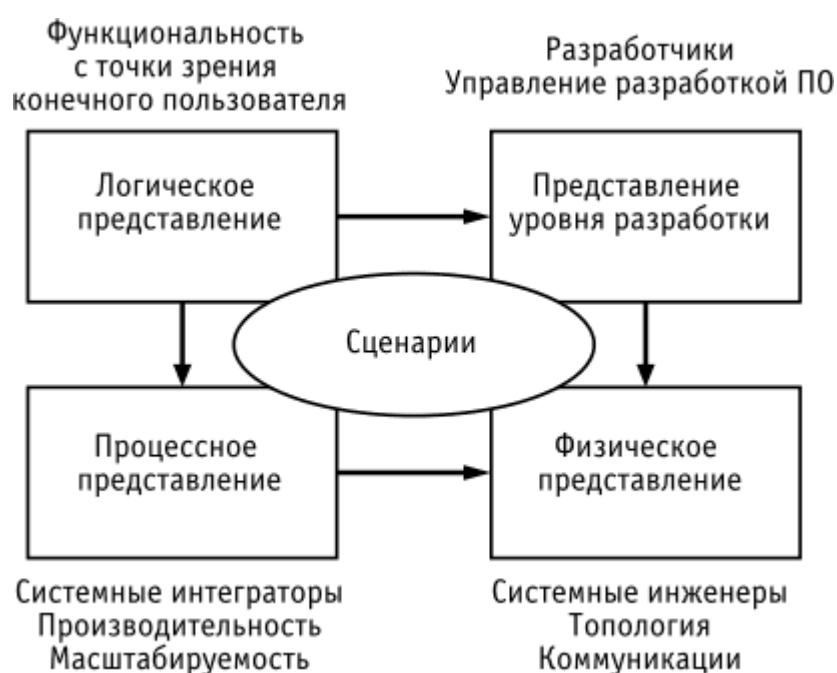 Функциональность
с точки зрения
конечного пользователя
Разработчики
Управление разработкой ПО
Логическое
представление
Представление
уровня разработки
Сценарии
Процессное
представление
Физическое
представление
Системные интеграторы
Производительность
Масштабируемость
Системные инженеры
Топология
Коммуникации